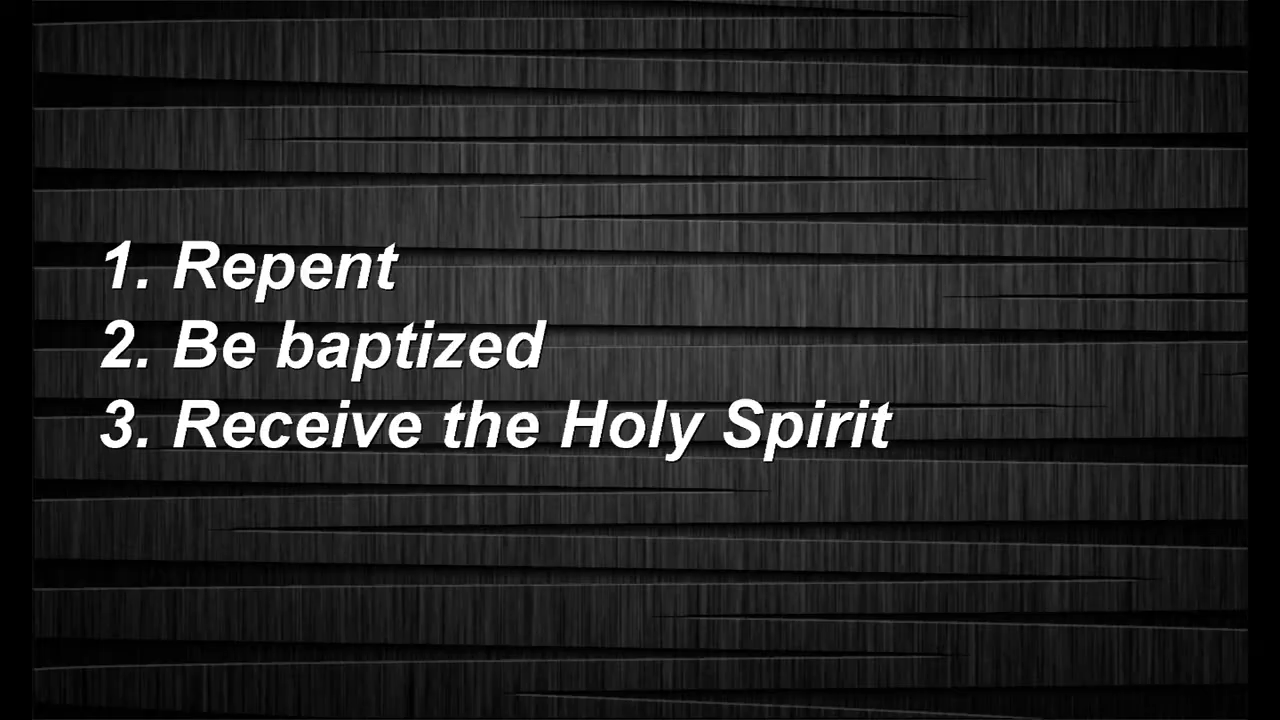 1. Repent
2. Be baptized
3. Receive the Holy Spirit